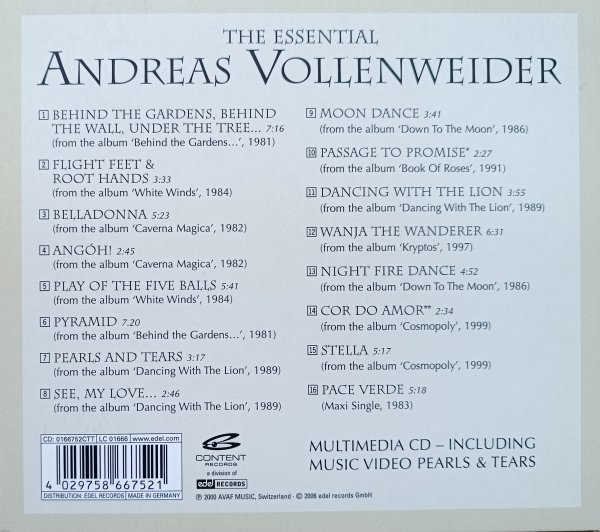 THE ESSENTIAL
ANDREAS VOLLENWEIDER
1 BEHIND THE GARDENS, BEHIND
THE WALL, UNDER THE TREE... 7:16
(from the album 'Behind the Gardens...', 1981)
2 FLIGHT FEET &
ROOT HANDS 3:33
(from the album 'White Winds', 1984)
3 BELLADONNA 5:23
(from the album 'Caverna Magica', 1982)
4 ANGÓH! 2:45
(from the album 'Caverna Magica', 1982)
5 PLAY OF THE FIVE BALLS 5:41
(from the album 'White Winds', 1984)
6 PYRAMID 7.20
(from the album 'Behind the Gardens...', 1981)
7 PEARLS AND TEARS 3:17
(from the album 'Dancing With The Lion', 1989)
8 SEE, MY LOVE... 2:46
(from the album 'Dancing With The Lion', 1989)
9 MOON DANCE 3:41
(from the album 'Down To The Moon', 1986)
10 PASSAGE TO PROMISE* 2:27
(from the album 'Book Of Roses', 1991)
11 DANCING WITH THE LION 3:55
(from the album 'Dancing With The Lion', 1989)
12 WANJA THE WANDERER 6:31
(from the album 'Kryptos', 1997)
13 NIGHT FIRE DANCE 4:52
(from the album 'Down To The Moon', 1986)
14 COR DO AMOR** 2:34
(from the album 'Cosmopoly', 1999)
15 STELLA 5:17
(from the album 'Cosmopoly', 1999)
16 PACE VERDE 5:18
(Maxi Single, 1983)
CD: 0166752CTT LC 01666 www.edel.com
4 029758 667521
DISTRIBUTION: EDEL RECORDS MADE IN GERMANY
CONTENT
RECORDS
a division of
edel RECORDS
MULTIMEDIA CD – INCLUDING
MUSIC VIDEO PEARLS & TEARS
℗ 2000 AVAF MUSIC, Switzerland · © 2006 edel records GmbH